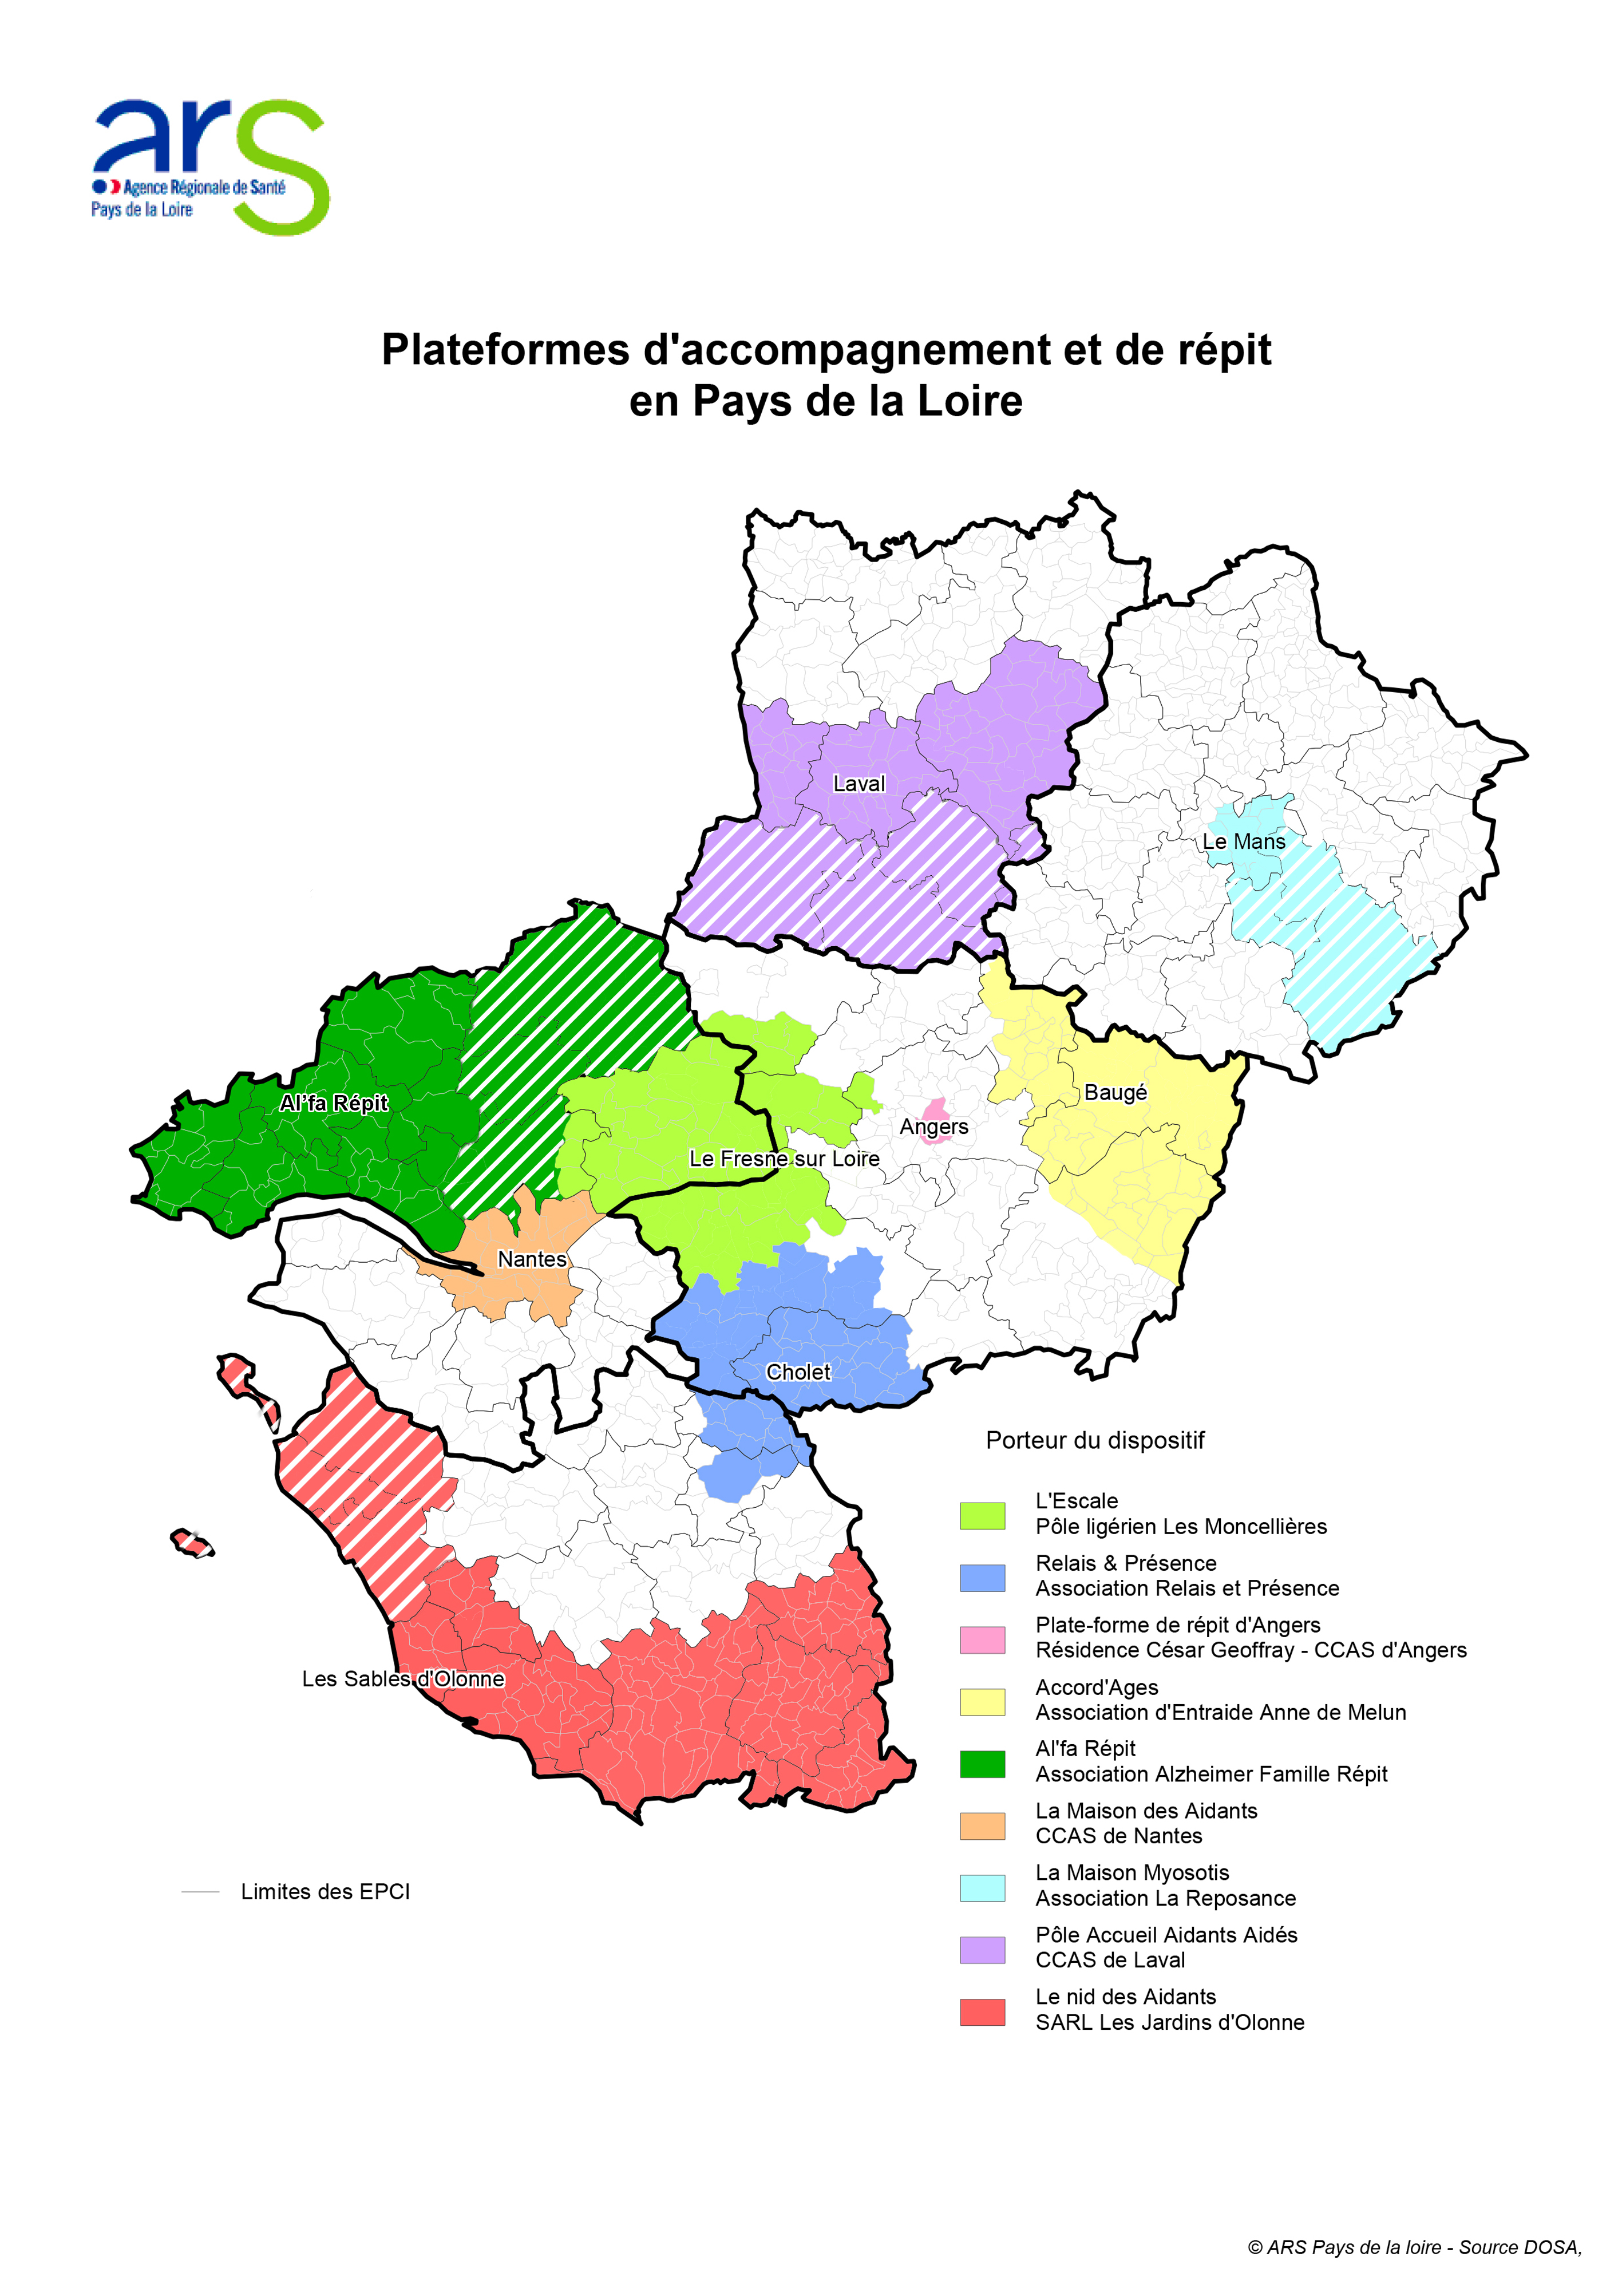 ars
Agence Régionale de Santé
Pays de la Loire
Plateformes d'accompagnement et de répit
en Pays de la Loire
Laval
Le Mans
Al'fa Répit
Baugé
Angers
Le Fresne sur Loire
Nantes
Cholet
Les Sables d'Olonne
Porteur du dispositif
L'Escale
Pôle ligérien Les Moncellières
Relais & Présence
Association Relais et Présence
Plate-forme de répit d'Angers
Résidence César Geoffray - CCAS d'Angers
Accord'Ages
Association d'Entraide Anne de Melun
Al'fa Répit
Association Alzheimer Famille Répit
La Maison des Aidants
CCAS de Nantes
La Maison Myosotis
Association La Reposance
Pôle Accueil Aidants Aidés
CCAS de Laval
Le nid des Aidants
SARL Les Jardins d'Olonne
Limites des EPCI
© ARS Pays de la loire - Source DOSA,